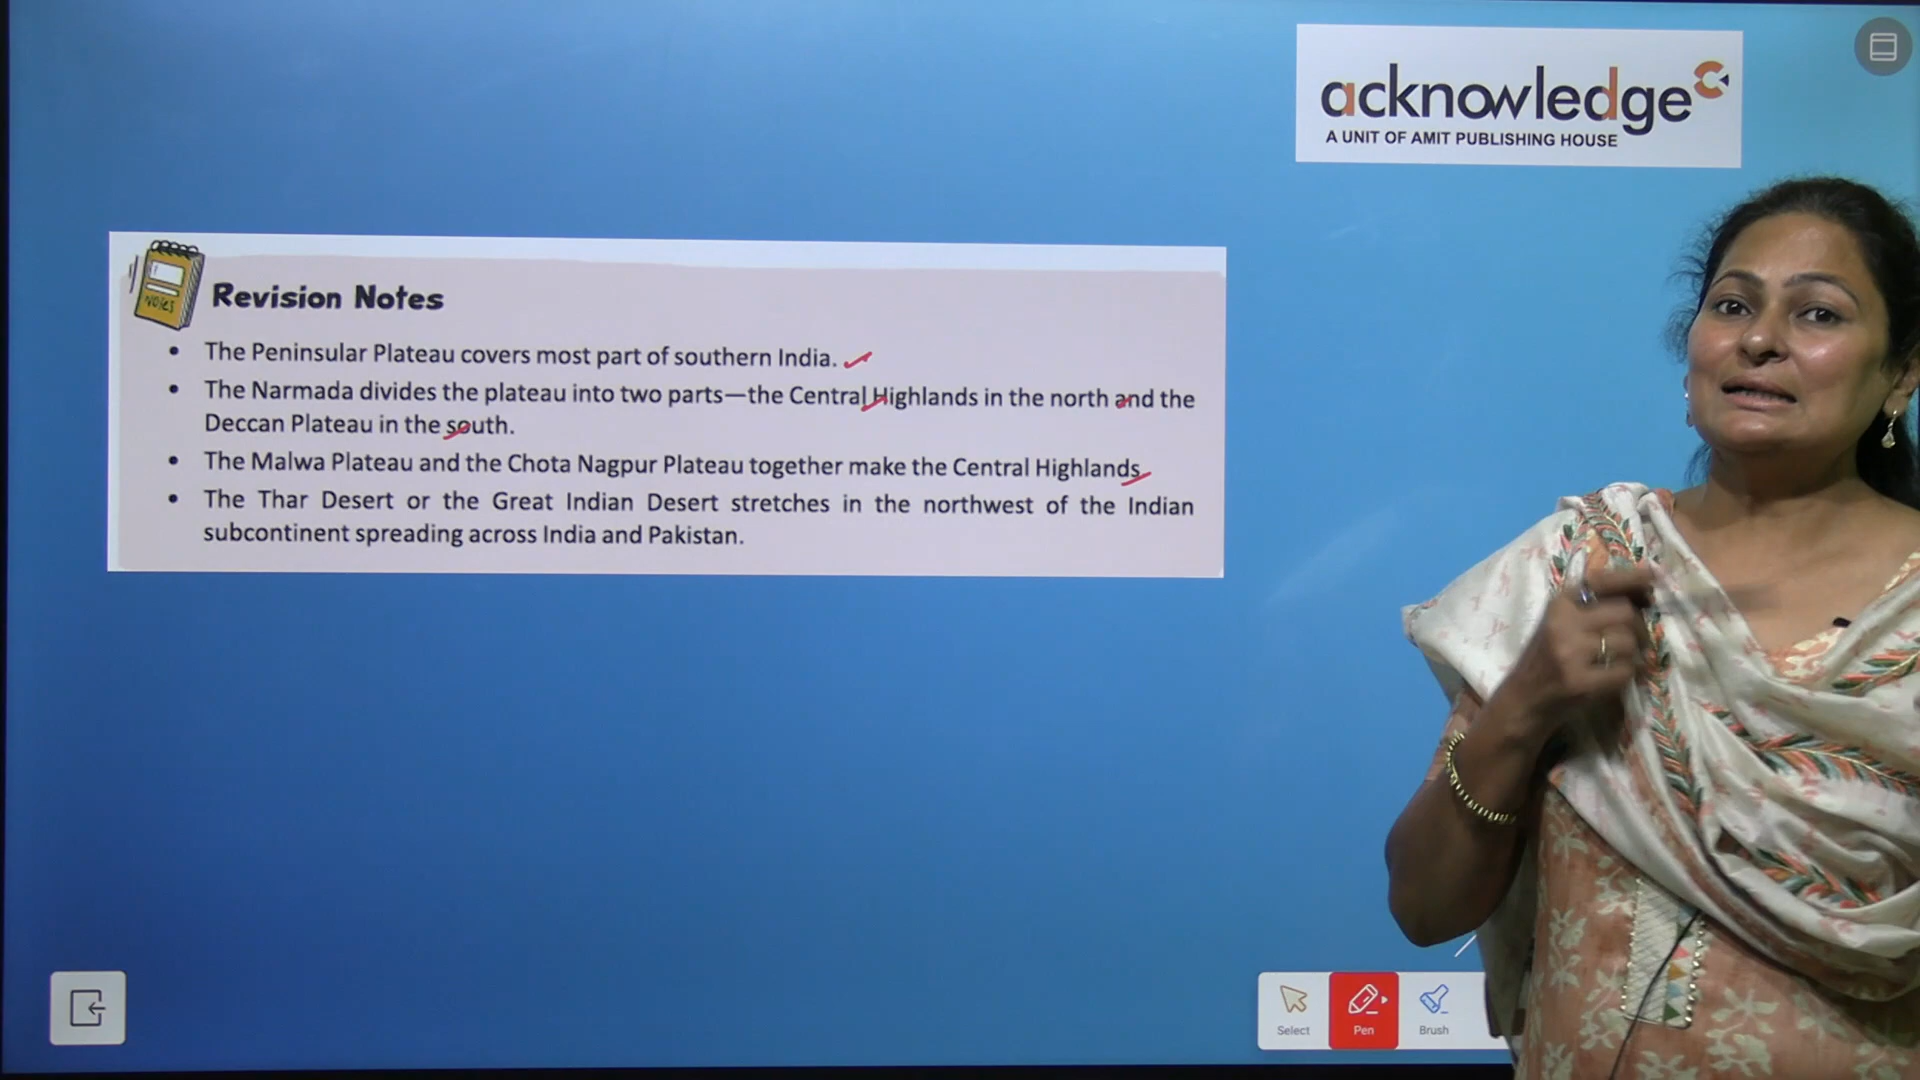 acknowledge
A UNIT OF AMIT PUBLISHING HOUSE
NOTES
Revision Notes
• The Peninsular Plateau covers most part of southern India.
• The Narmada divides the plateau into two parts—the Central Highlands in the north and the
Deccan Plateau in the south.
• The Malwa Plateau and the Chota Nagpur Plateau together make the Central Highlands.
• The Thar Desert or the Great Indian Desert stretches in the northwest of the Indian
subcontinent spreading across India and Pakistan.
Select Pen Brush